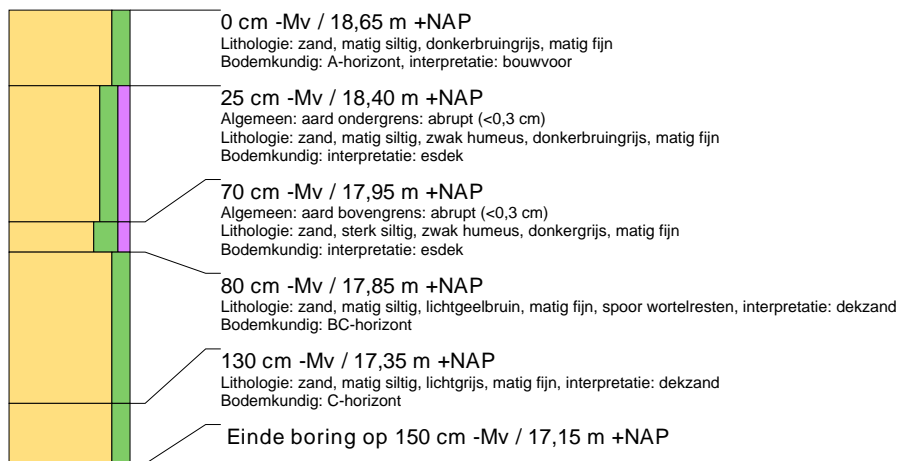 0 cm -Mv / 18,65 m +NAP
Lithologie: zand, matig siltig, donkerbruingrijs, matig fijn
Bodemkundig: A-horizont, interpretatie: bouwvoor
25 cm -Mv / 18,40 m +NAP
Algemeen: aard ondergrens: abrupt (<0,3 cm)
Lithologie: zand, matig siltig, zwak humeus, donkerbruingrijs, matig fijn
Bodemkundig: interpretatie: esdek
70 cm -Mv / 17,95 m +NAP
Algemeen: aard bovengrens: abrupt (<0,3 cm)
Lithologie: zand, sterk siltig, zwak humeus, donkergrijs, matig fijn
Bodemkundig: interpretatie: esdek
80 cm -Mv / 17,85 m +NAP
Lithologie: zand, matig siltig, lichtgeelbruin, matig fijn, spoor wortelresten, interpretatie: dekzand
Bodemkundig: BC-horizont
130 cm -Mv / 17,35 m +NAP
Lithologie: zand, matig siltig, lichtgrijs, matig fijn, interpretatie: dekzand
Bodemkundig: C-horizont
Einde boring op 150 cm -Mv / 17,15 m +NAP